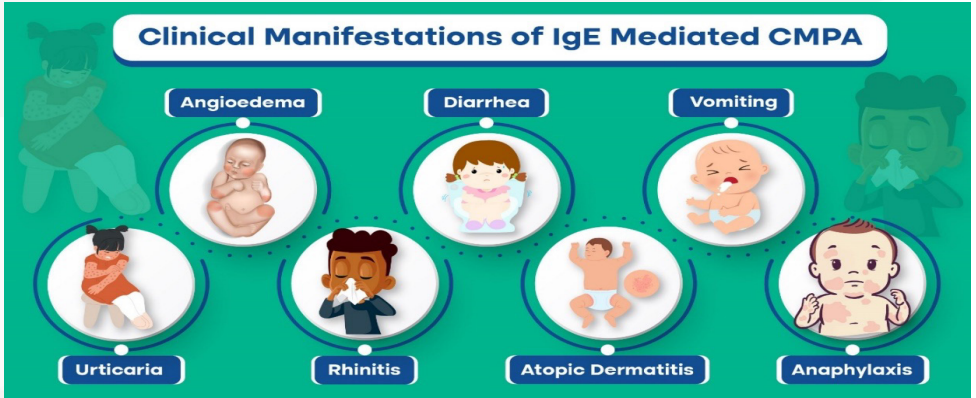 Clinical Manifestations of IgE Mediated CMPA
Angioedema
Diarrhea
Vomiting
Urticaria
Rhinitis
Atopic Dermatitis
Anaphylaxis